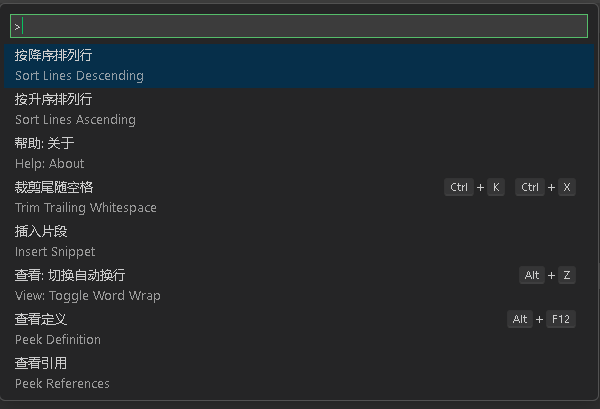 >
按降序排列行
Sort Lines Descending
按升序排列行
Sort Lines Ascending
帮助: 关于
Help: About
裁剪尾随空格 Ctrl + K Ctrl + X
Trim Trailing Whitespace
插入片段
Insert Snippet
查看: 切换自动换行 Alt + Z
View: Toggle Word Wrap
查看定义 Alt + F12
Peek Definition
查看引用
Peek References